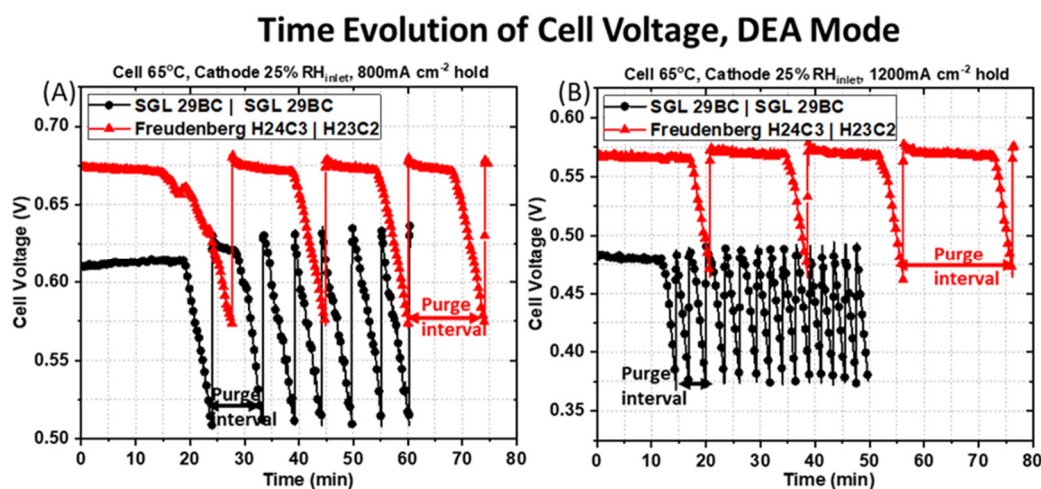 Time Evolution of Cell Voltage, DEA Mode
Cell 65°C, Cathode 25% RHinlet, 800mA cm-2 hold
(A)
SGL 29BC | SGL 29BC
Freudenberg H24C3 | H23C2
Cell Voltage (V)
0.70
0.65
0.60
0.55
0.50
Purge
interval
Purge
interval
0 10 20 30 40 50 60 70 80
Time (min)
Cell 65°C, Cathode 25% RHinlet, 1200mA cm-2 hold
(B)
SGL 29BC | SGL 29BC
Freudenberg H24C3 | H23C2
Cell Voltage (V)
0.60
0.55
0.50
0.45
0.40
0.35
Purge
interval
Purge
interval
0 10 20 30 40 50 60 70 80
Time (min)